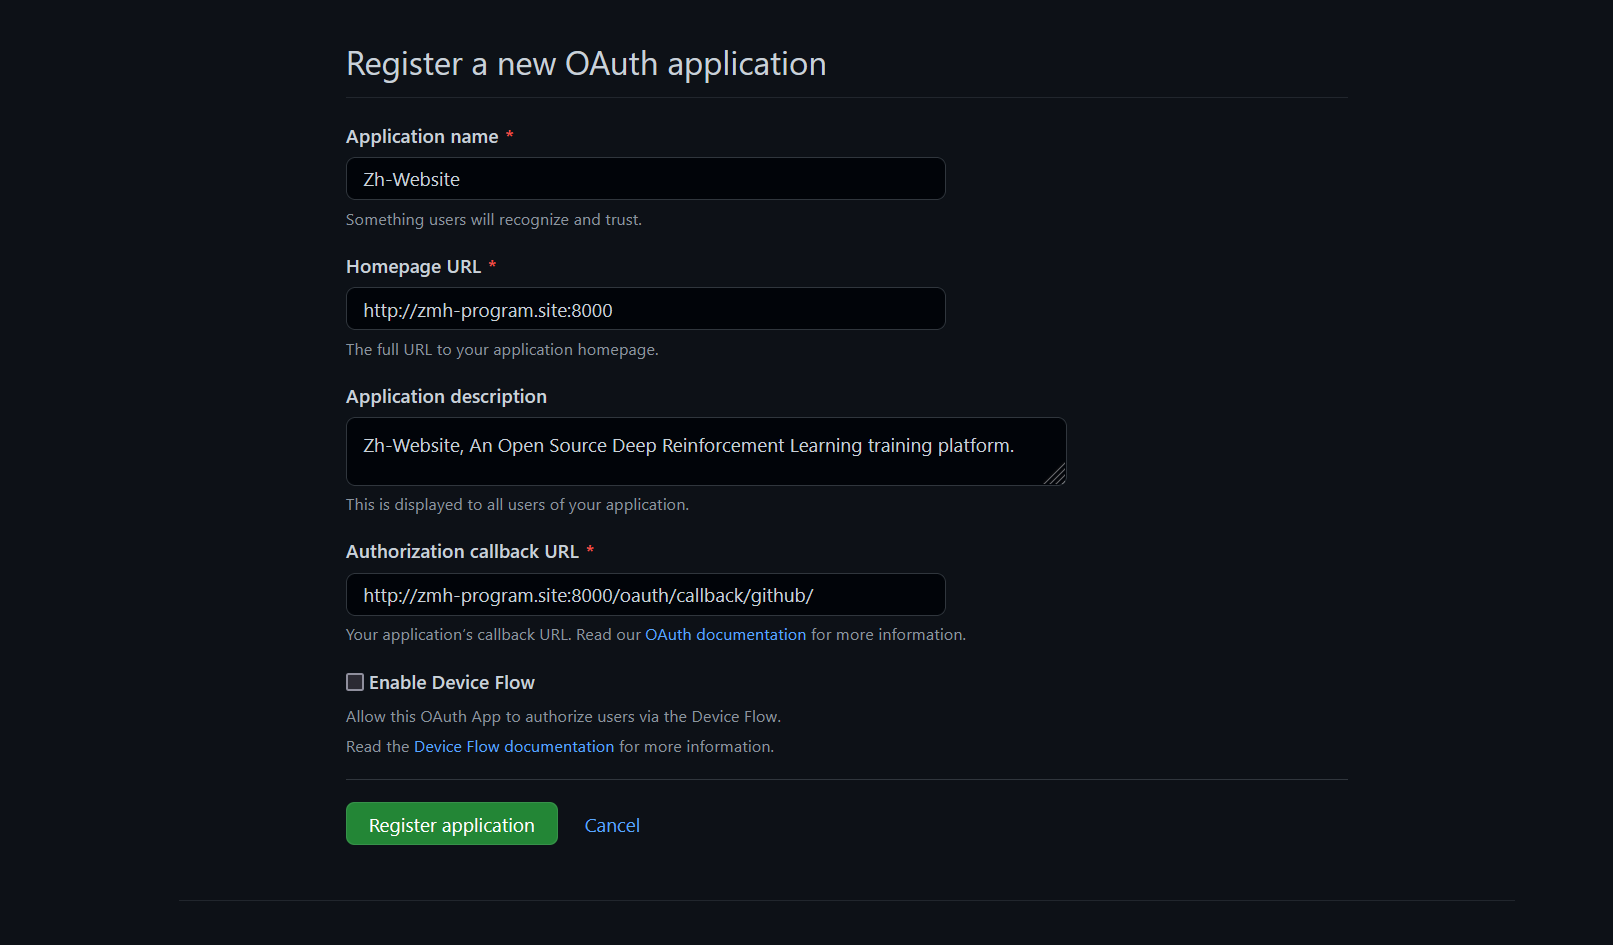 Register a new OAuth application
Application name *
Zh-Website
Something users will recognize and trust.
Homepage URL *
http://zmh-program.site:8000
The full URL to your application homepage.
Application description
Zh-Website, An Open Source Deep Reinforcement Learning training platform.
This is displayed to all users of your application.
Authorization callback URL *
http://zmh-program.site:8000/oauth/callback/github/
Your application’s callback URL. Read our OAuth documentation for more information.
Enable Device Flow
Allow this OAuth App to authorize users via the Device Flow.
Read the Device Flow documentation for more information.
Register application Cancel